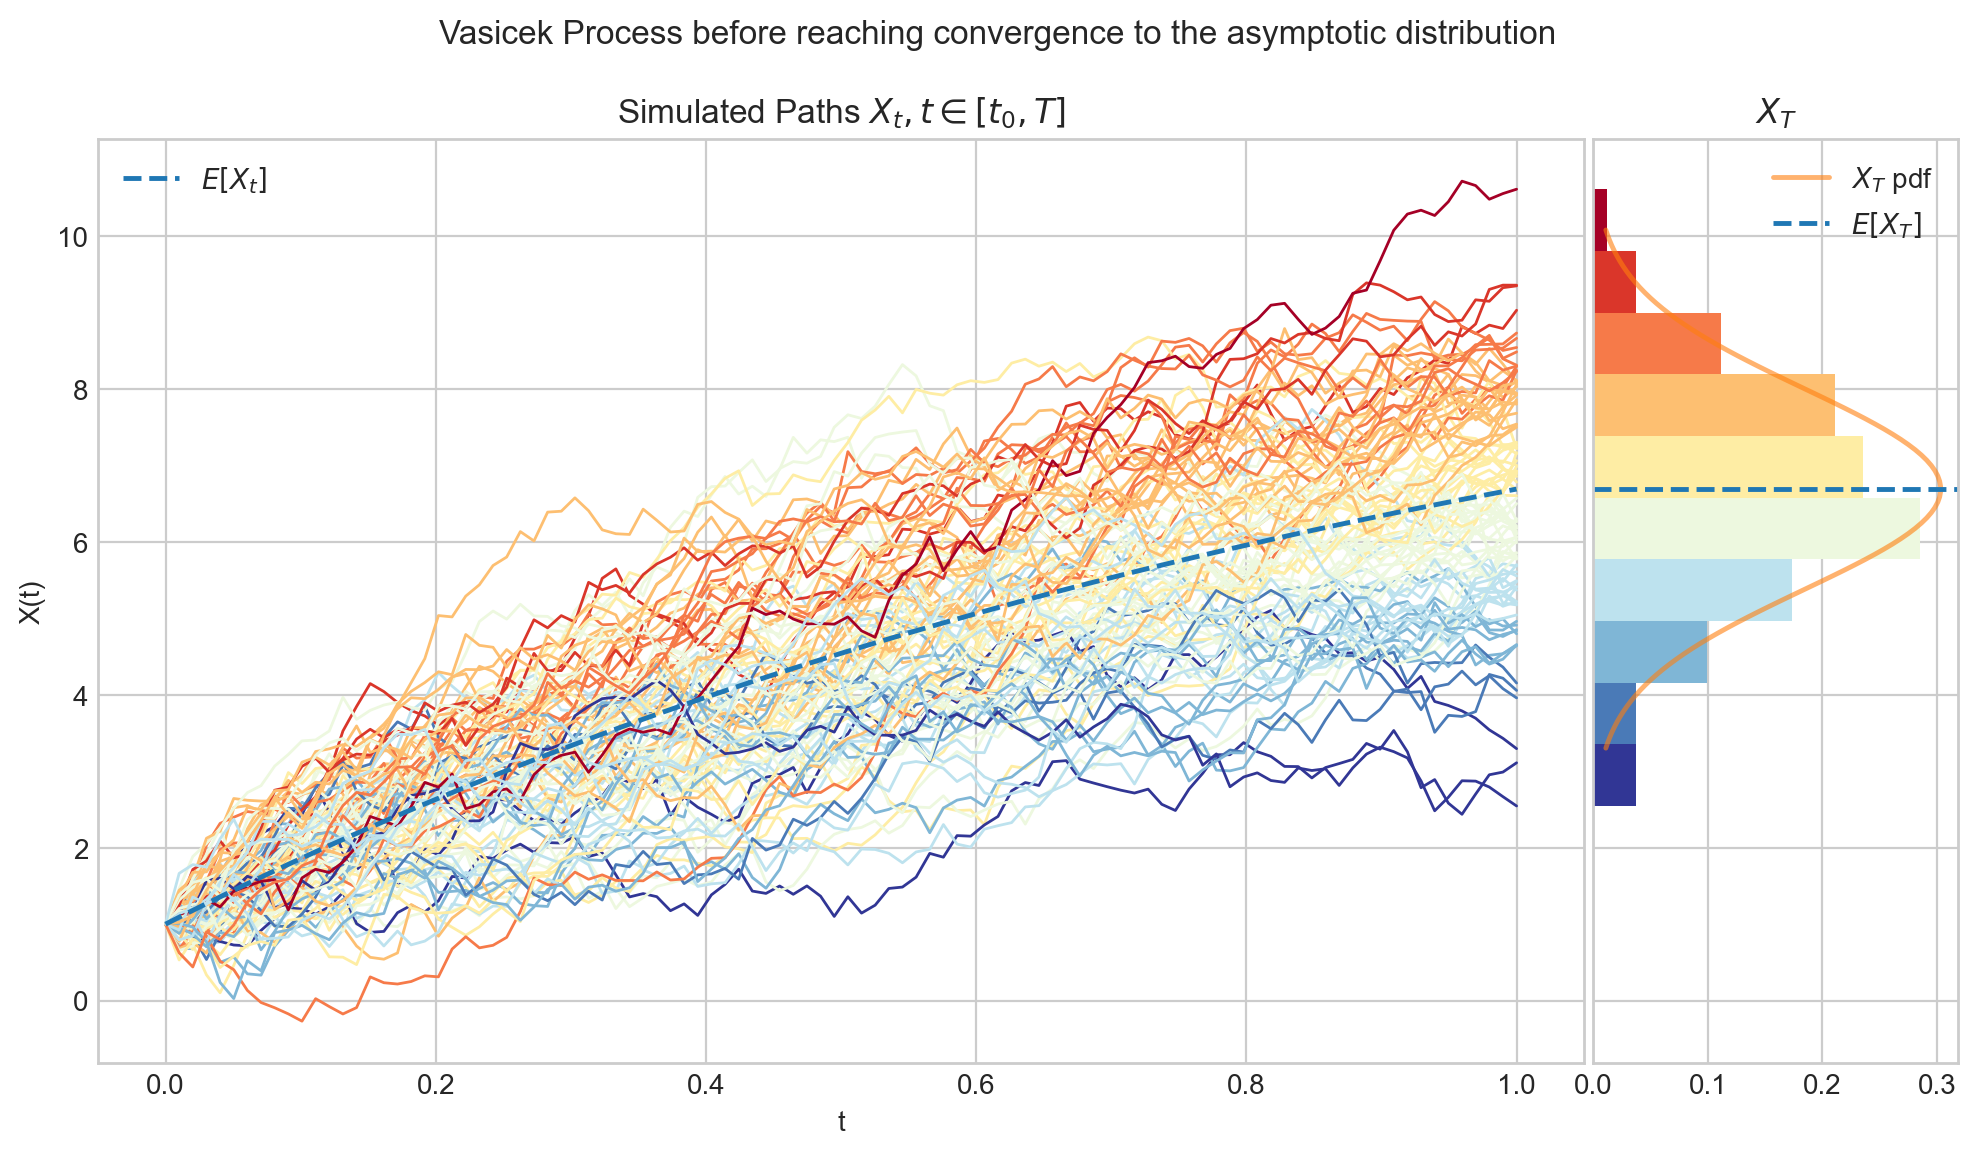 Vasicek Process before reaching convergence to the asymptotic distribution
Simulated Paths $X_t, t \in [t_0, T]$
$X_T$
$E[X_t]$
$X_T$ pdf
$E[X_T]$
X(t)
10
8
6
4
2
0
0.0 0.2 0.4 0.6 0.8 1.0
0.0 0.1 0.2 0.3
t